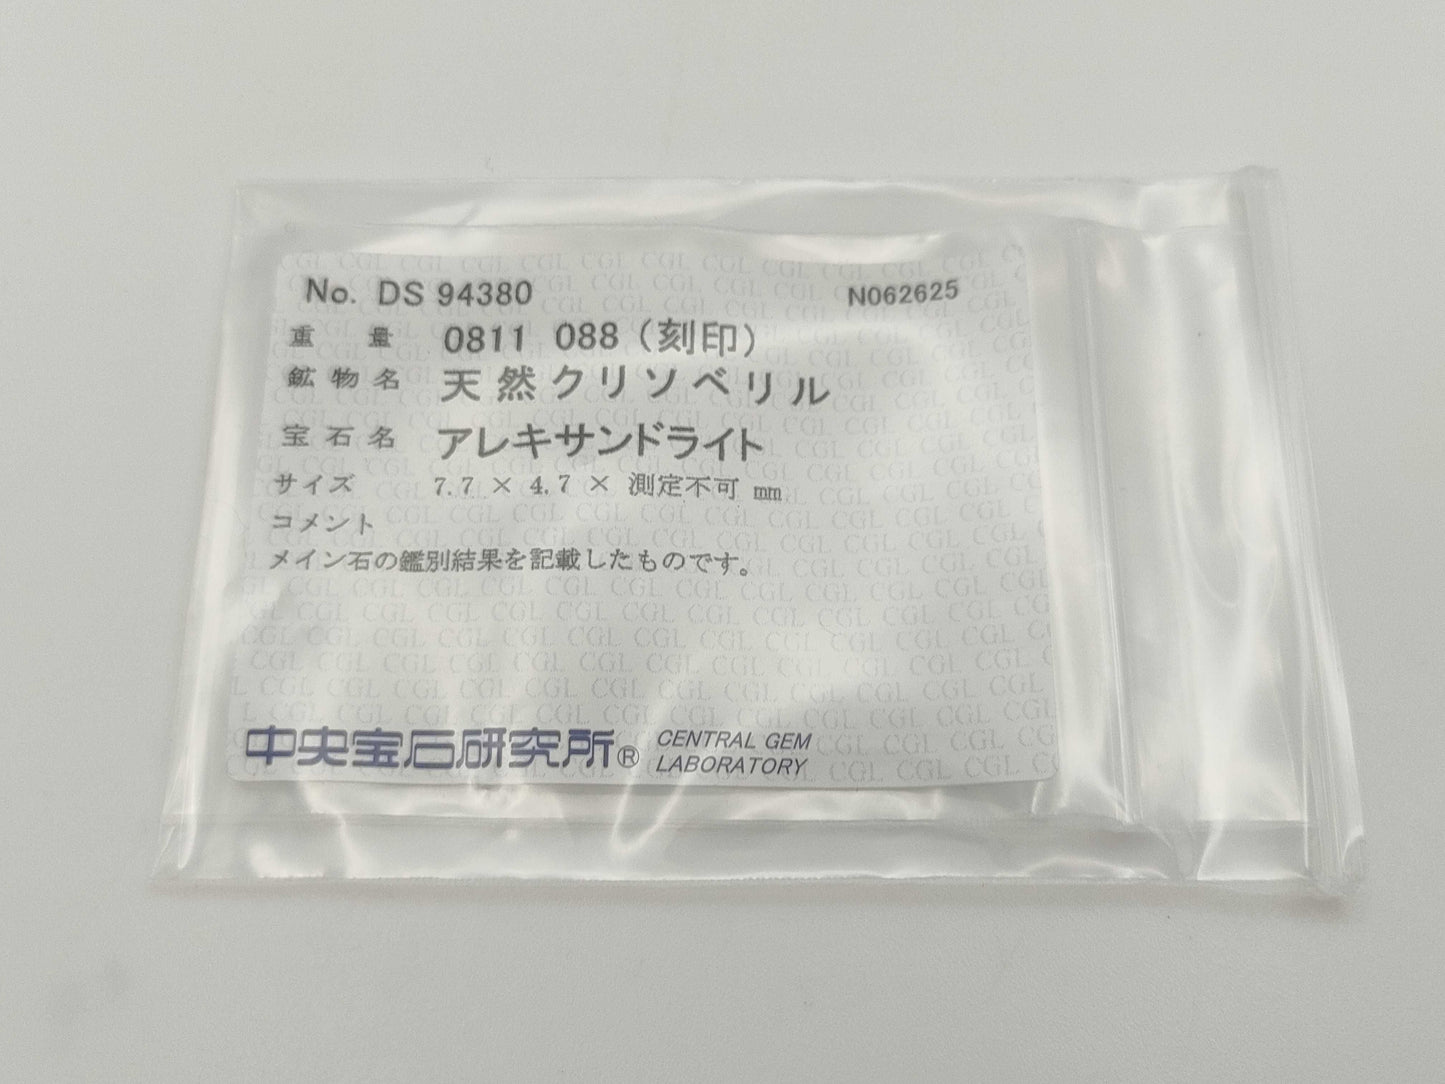 No. DS 94380 N062625
重量 0811 088 (刻印)
鉱物名 天然クリソベリル
宝石名 アレキサンドライト
サイズ 7.7 × 4.7 × 測定不可 mm
コメント
メイン石の鑑別結果を記載したものです。
中央宝石研究所® CENTRAL GEM
LABORATORY